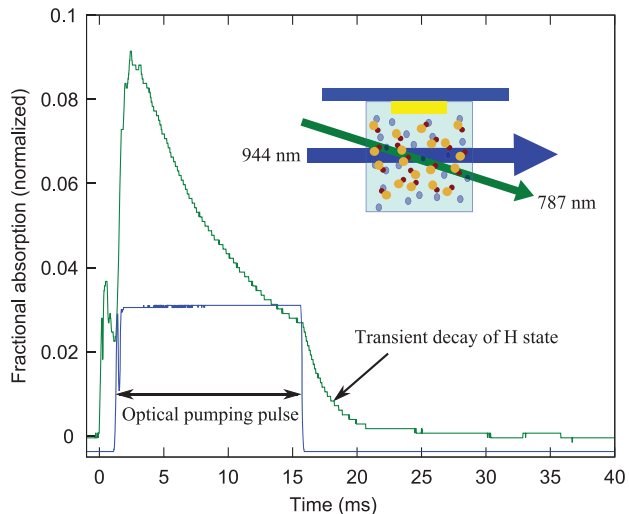 0.1
0.08
0.06
0.04
0.02
0
Fractional absorption (normalized)
944 nm
787 nm
Transient decay of H state
Optical pumping pulse
0 5 10 15 20 25 30 35 40
Time (ms)